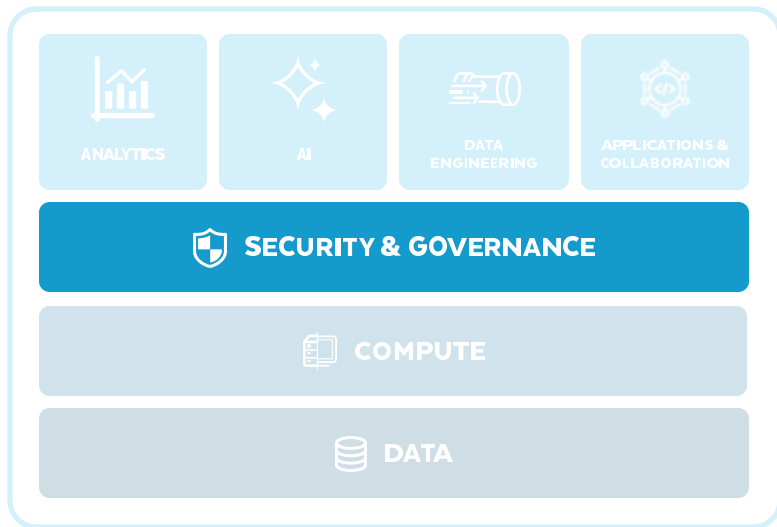 ANALYTICS
AI
DATA
ENGINEERING
APPLICATIONS &
COLLABORATION
SECURITY & GOVERNANCE
COMPUTE
DATA